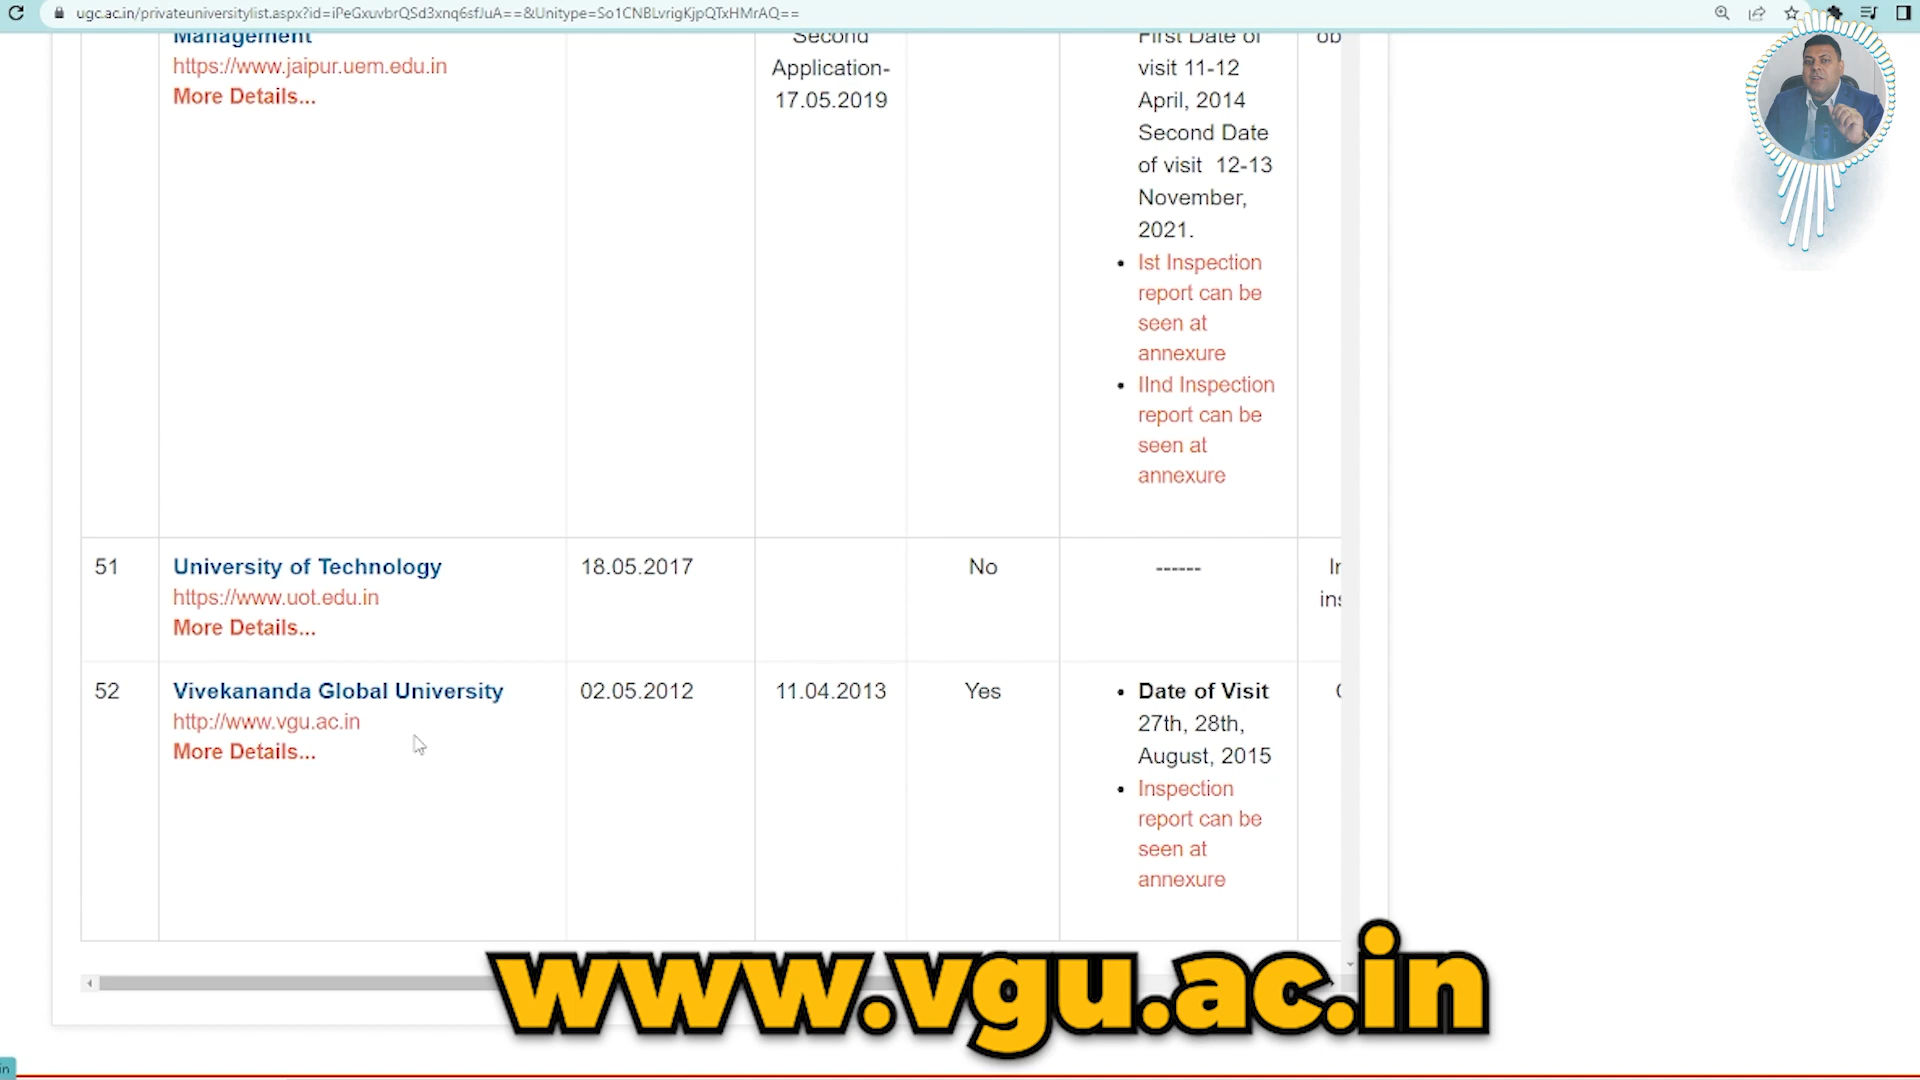 ugc.ac.in/privateuniversitylist.aspx?id=iPeGxuvbrQSd3xnq6sfJuA==&Unitype=So1CNBLvrigKjpQTxHMrAQ==
Management
https://www.jaipur.uem.edu.in
More Details...
Second
Application-
17.05.2019
First Date of
visit 11-12
April, 2014
Second Date
of visit 12-13
November,
2021.
Ist Inspection
report can be
seen at
annexure
IInd Inspection
report can be
seen at
annexure
ob
51
University of Technology
https://www.uot.edu.in
More Details...
18.05.2017
No
------
In
ins
52
Vivekananda Global University
http://www.vgu.ac.in
More Details...
02.05.2012
11.04.2013
Yes
Date of Visit
27th, 28th,
August, 2015
Inspection
report can be
seen at
annexure
www.vgu.ac.in
in